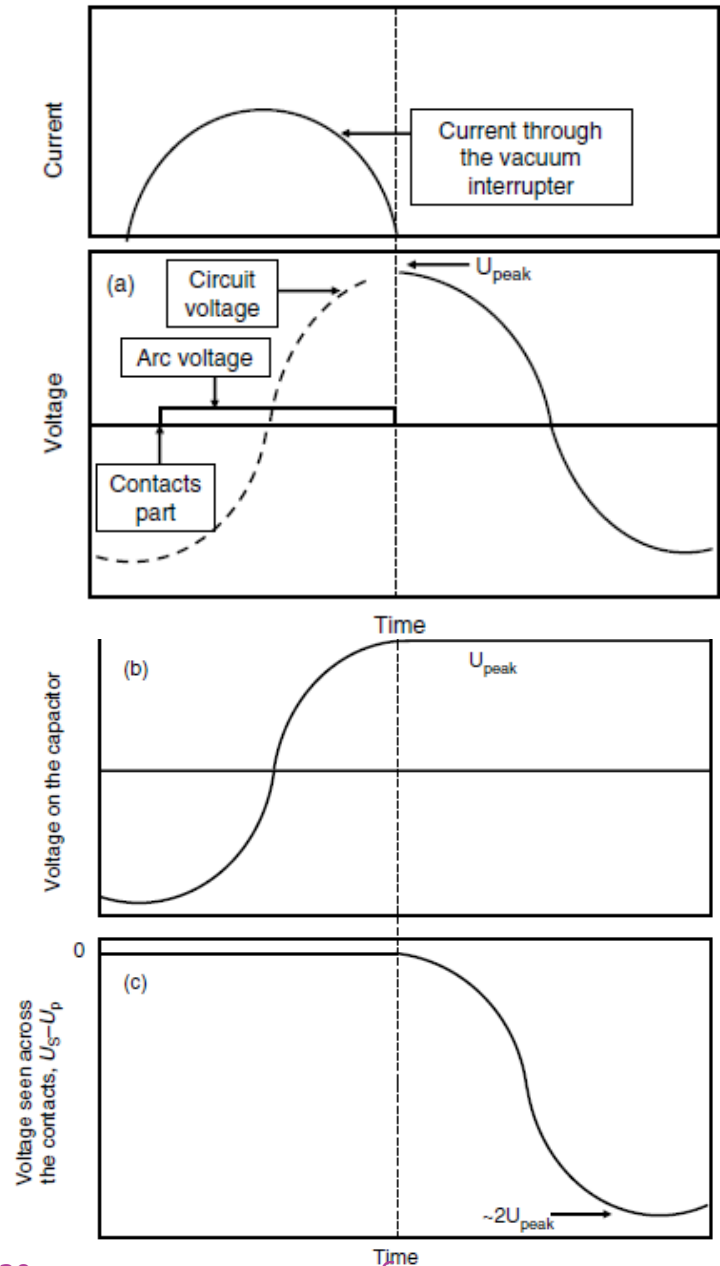 Current
Current through
the vacuum
interrupter
(a)
Circuit
voltage
U_peak
Arc voltage
Voltage
Contacts
part
Time
(b)
U_peak
Voltage on the capacitor
0
(c)
Voltage seen across
the contacts, U_S–U_p
~2U_peak
Time